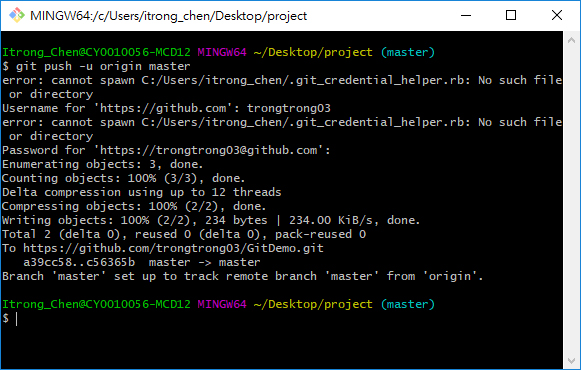 MINGW64:/c/Users/itrong_chen/Desktop/project
Itrong_Chen@CYO010056-MCD12 MINGW64 ~/Desktop/project (master)
$ git push -u origin master
error: cannot spawn C:/Users/itrong_chen/.git_credential_helper.rb: No such file
 or directory
Username for 'https://github.com': trongtrong03
error: cannot spawn C:/Users/itrong_chen/.git_credential_helper.rb: No such file
 or directory
Password for 'https://trongtrong03@github.com':
Enumerating objects: 3, done.
Counting objects: 100% (3/3), done.
Delta compression using up to 12 threads
Compressing objects: 100% (2/2), done.
Writing objects: 100% (2/2), 234 bytes | 234.00 KiB/s, done.
Total 2 (delta 0), reused 0 (delta 0), pack-reused 0
To https://github.com/trongtrong03/GitDemo.git
   a39cc58..c56365b  master -> master
Branch 'master' set up to track remote branch 'master' from 'origin'.
Itrong_Chen@CYO010056-MCD12 MINGW64 ~/Desktop/project (master)
$